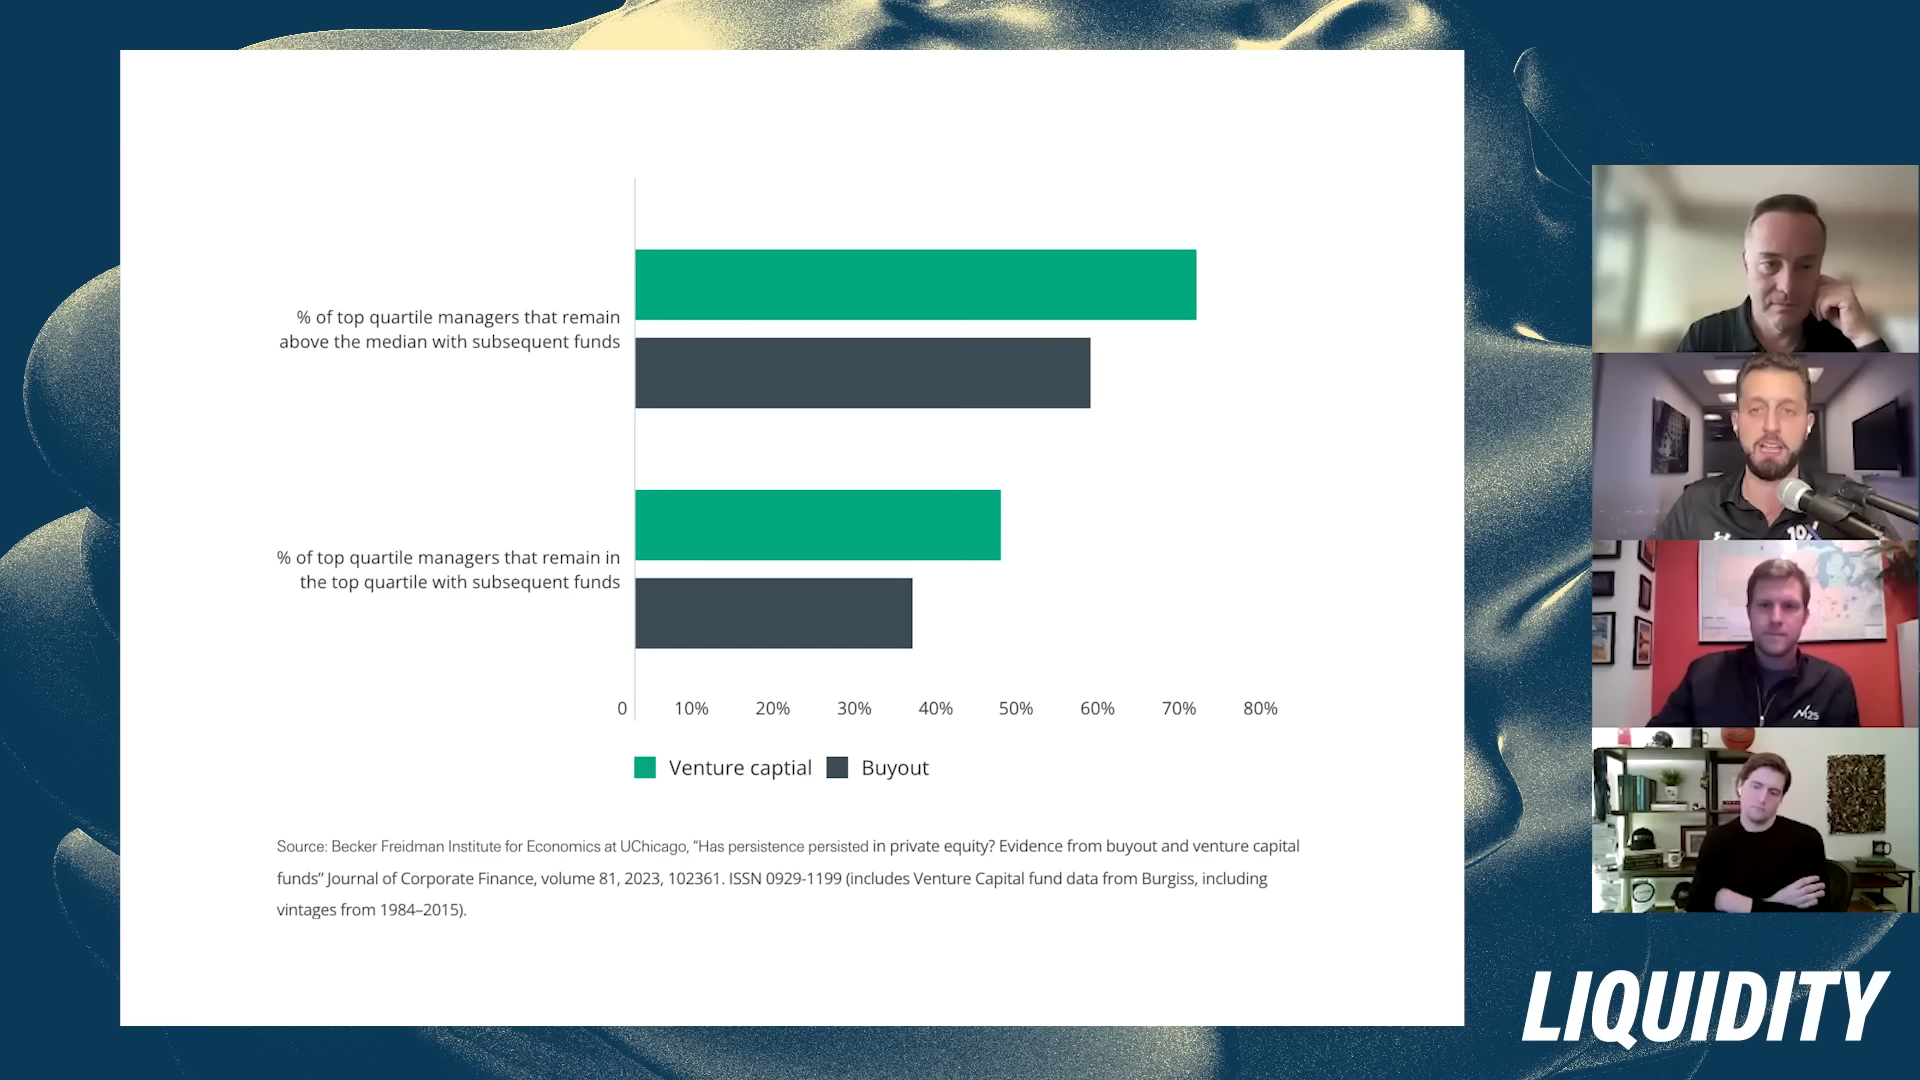 % of top quartile managers that remain
above the median with subsequent funds
% of top quartile managers that remain in
the top quartile with subsequent funds
0 10% 20% 30% 40% 50% 60% 70% 80%
Venture captial Buyout
Source: Becker Freidman Institute for Economics at UChicago, “Has persistence persisted in private equity? Evidence from buyout and venture capital
funds” Journal of Corporate Finance, volume 81, 2023, 102361. ISSN 0929-1199 (includes Venture Capital fund data from Burgiss, including
vintages from 1984–2015).
10X
M25
LIQUIDITY